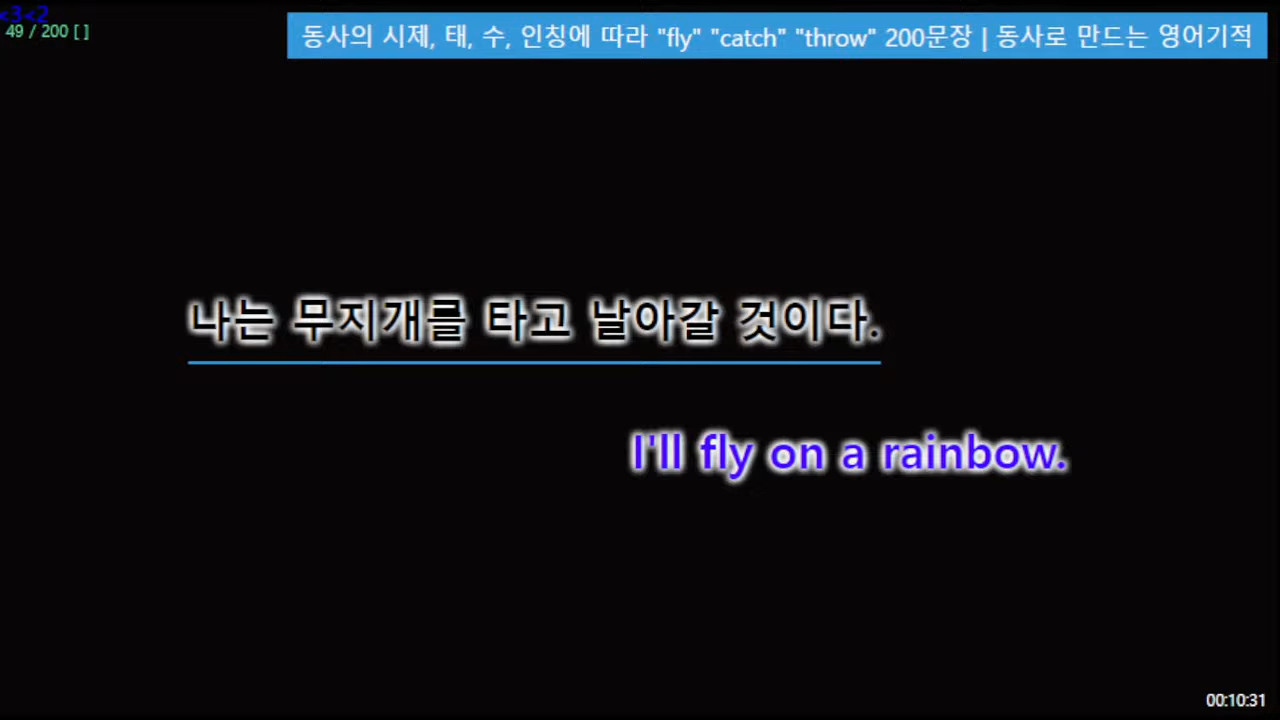 <3<2
49 / 200 [ ]
동사의 시제, 태, 수, 인칭에 따라 "fly" "catch" "throw" 200문장 | 동사로 만드는 영어기적
나는 무지개를 타고 날아갈 것이다.
I'll fly on a rainbow.
00:10:31